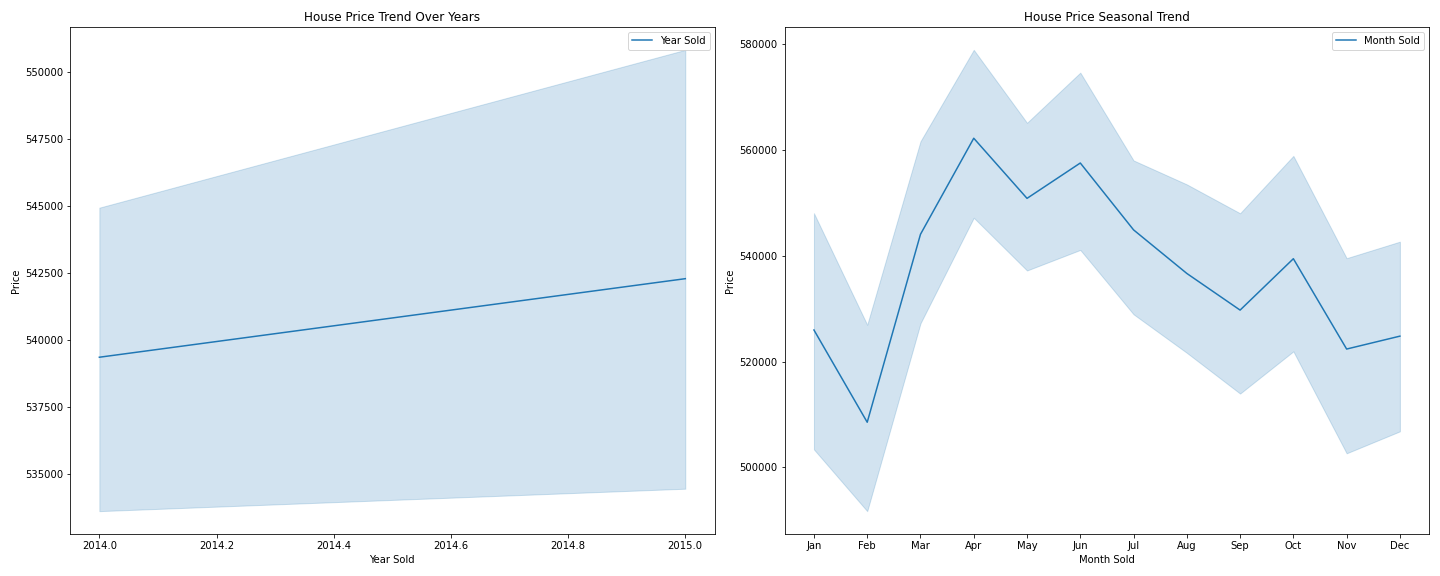 House Price Trend Over Years
Year Sold
550000
547500
545000
542500
540000
537500
535000
Price
2014.0 2014.2 2014.4 2014.6 2014.8 2015.0
Year Sold
House Price Seasonal Trend
Month Sold
580000
560000
540000
520000
500000
Price
Jan Feb Mar Apr May Jun Jul Aug Sep Oct Nov Dec
Month Sold